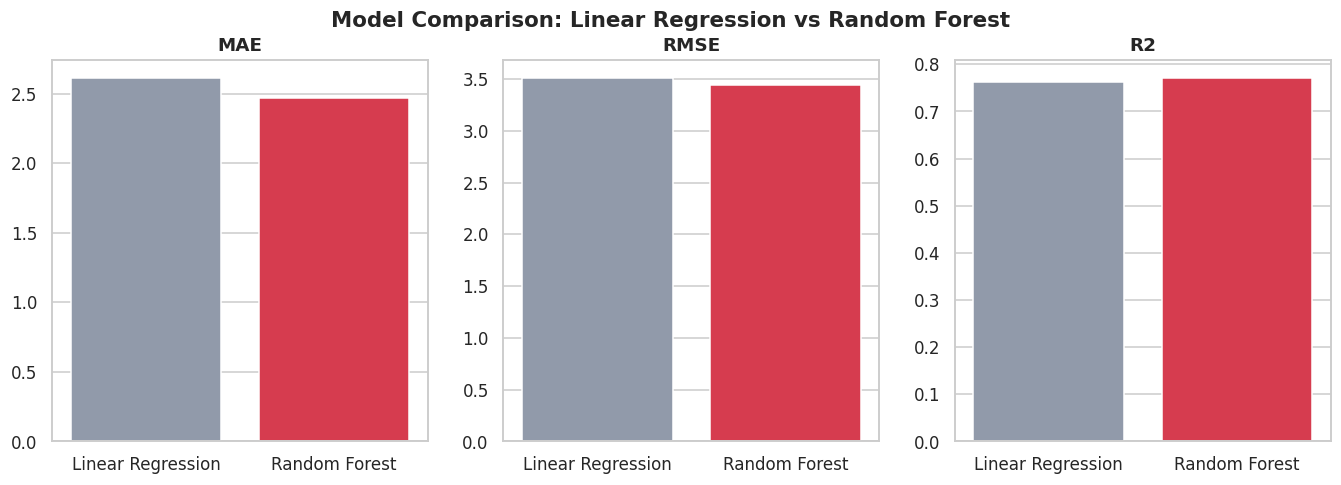 Model Comparison: Linear Regression vs Random Forest
MAE
2.5
2.0
1.5
1.0
0.5
0.0
Linear Regression
Random Forest
RMSE
3.5
3.0
2.5
2.0
1.5
1.0
0.5
0.0
Linear Regression
Random Forest
R2
0.8
0.7
0.6
0.5
0.4
0.3
0.2
0.1
0.0
Linear Regression
Random Forest